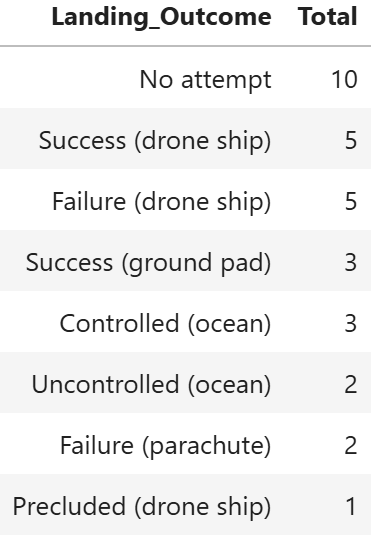 Landing_Outcome Total
No attempt 10
Success (drone ship) 5
Failure (drone ship) 5
Success (ground pad) 3
Controlled (ocean) 3
Uncontrolled (ocean) 2
Failure (parachute) 2
Precluded (drone ship) 1